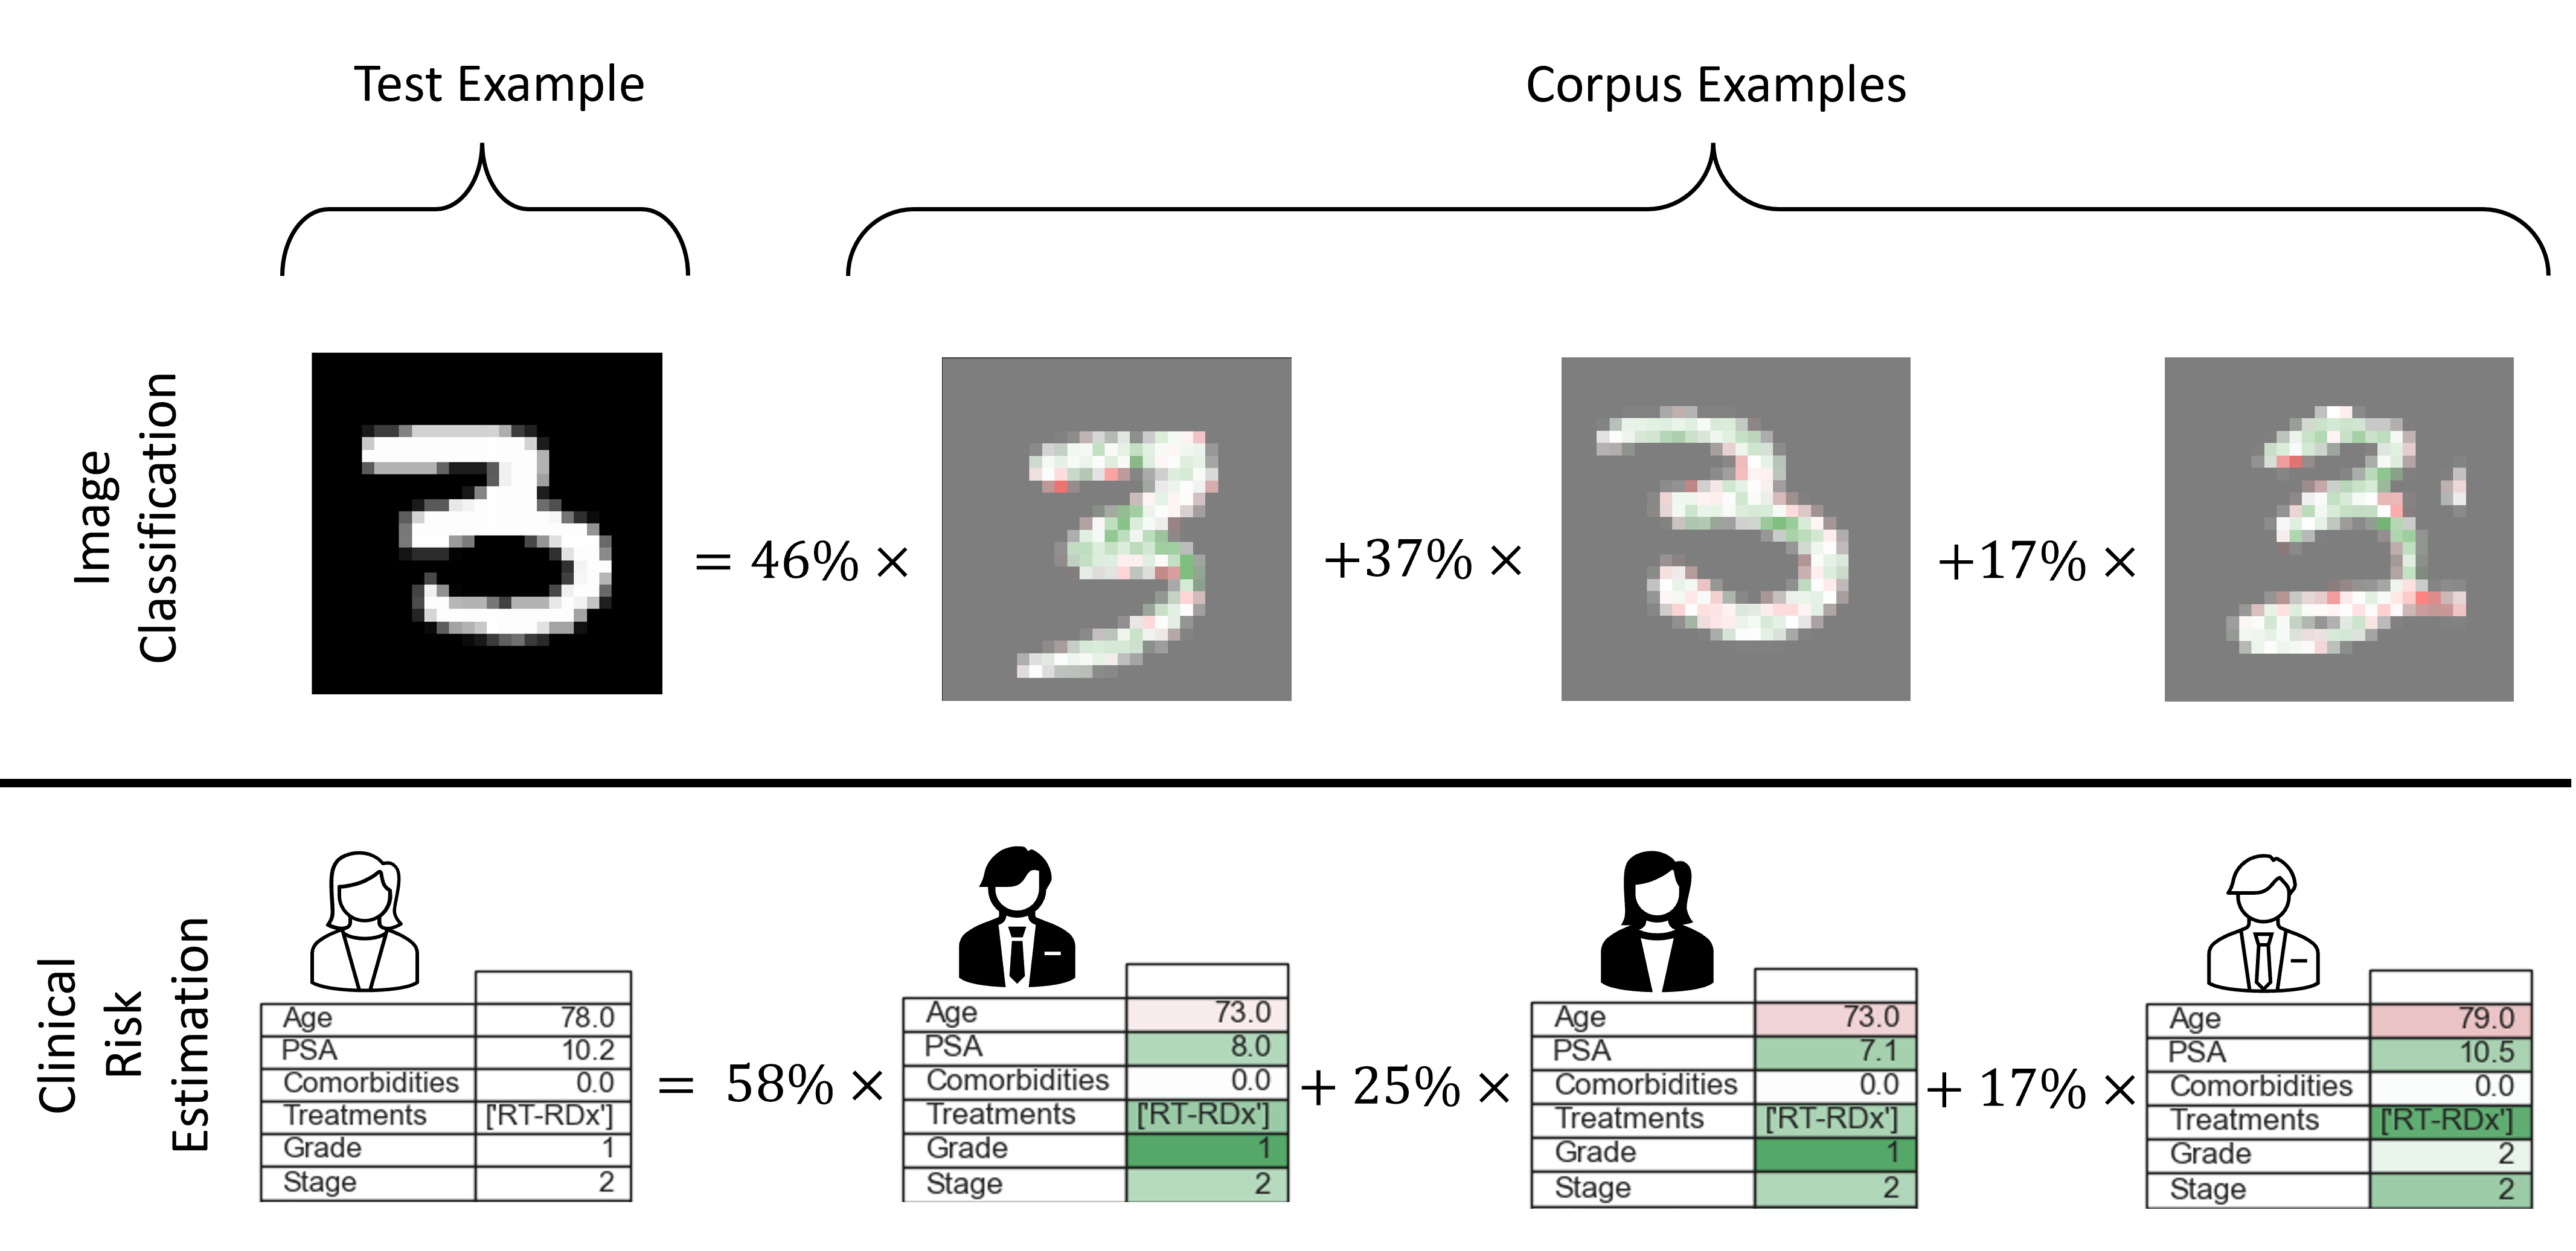 Test Example
Corpus Examples
Image
Classification
= 46% ×
+37% ×
+17% ×
Clinical
Risk
Estimation
Age 78.0
PSA 10.2
Comorbidities 0.0
Treatments ['RT-RDx']
Grade 1
Stage 2
= 58% ×
Age 73.0
PSA 8.0
Comorbidities 0.0
Treatments ['RT-RDx']
Grade 1
Stage 2
+ 25% ×
Age 73.0
PSA 7.1
Comorbidities 0.0
Treatments ['RT-RDx']
Grade 1
Stage 2
+ 17% ×
Age 79.0
PSA 10.5
Comorbidities 0.0
Treatments ['RT-RDx']
Grade 2
Stage 2